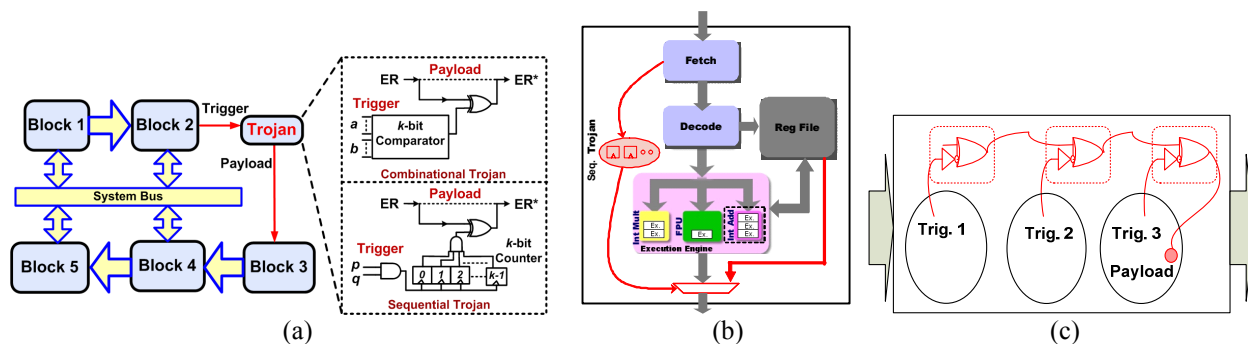 Block 1
Block 2
Trigger
Trojan
Payload
System Bus
Block 5
Block 4
Block 3
Payload
ER
ER*
Trigger
a
b
k-bit
Comparator
Combinational Trojan
Payload
ER
ER*
Trigger
k-bit
Counter
p
q
0
1
2
k-1
Sequential Trojan
(a)
Fetch
Decode
Reg File
Seq. Trojan
Int Mult
Ex.
Ex.
FPU
Ex.
Int Add
Ex.
Ex.
Ex.
Execution Engine
(b)
Trig. 1
Trig. 2
Trig. 3
Payload
(c)